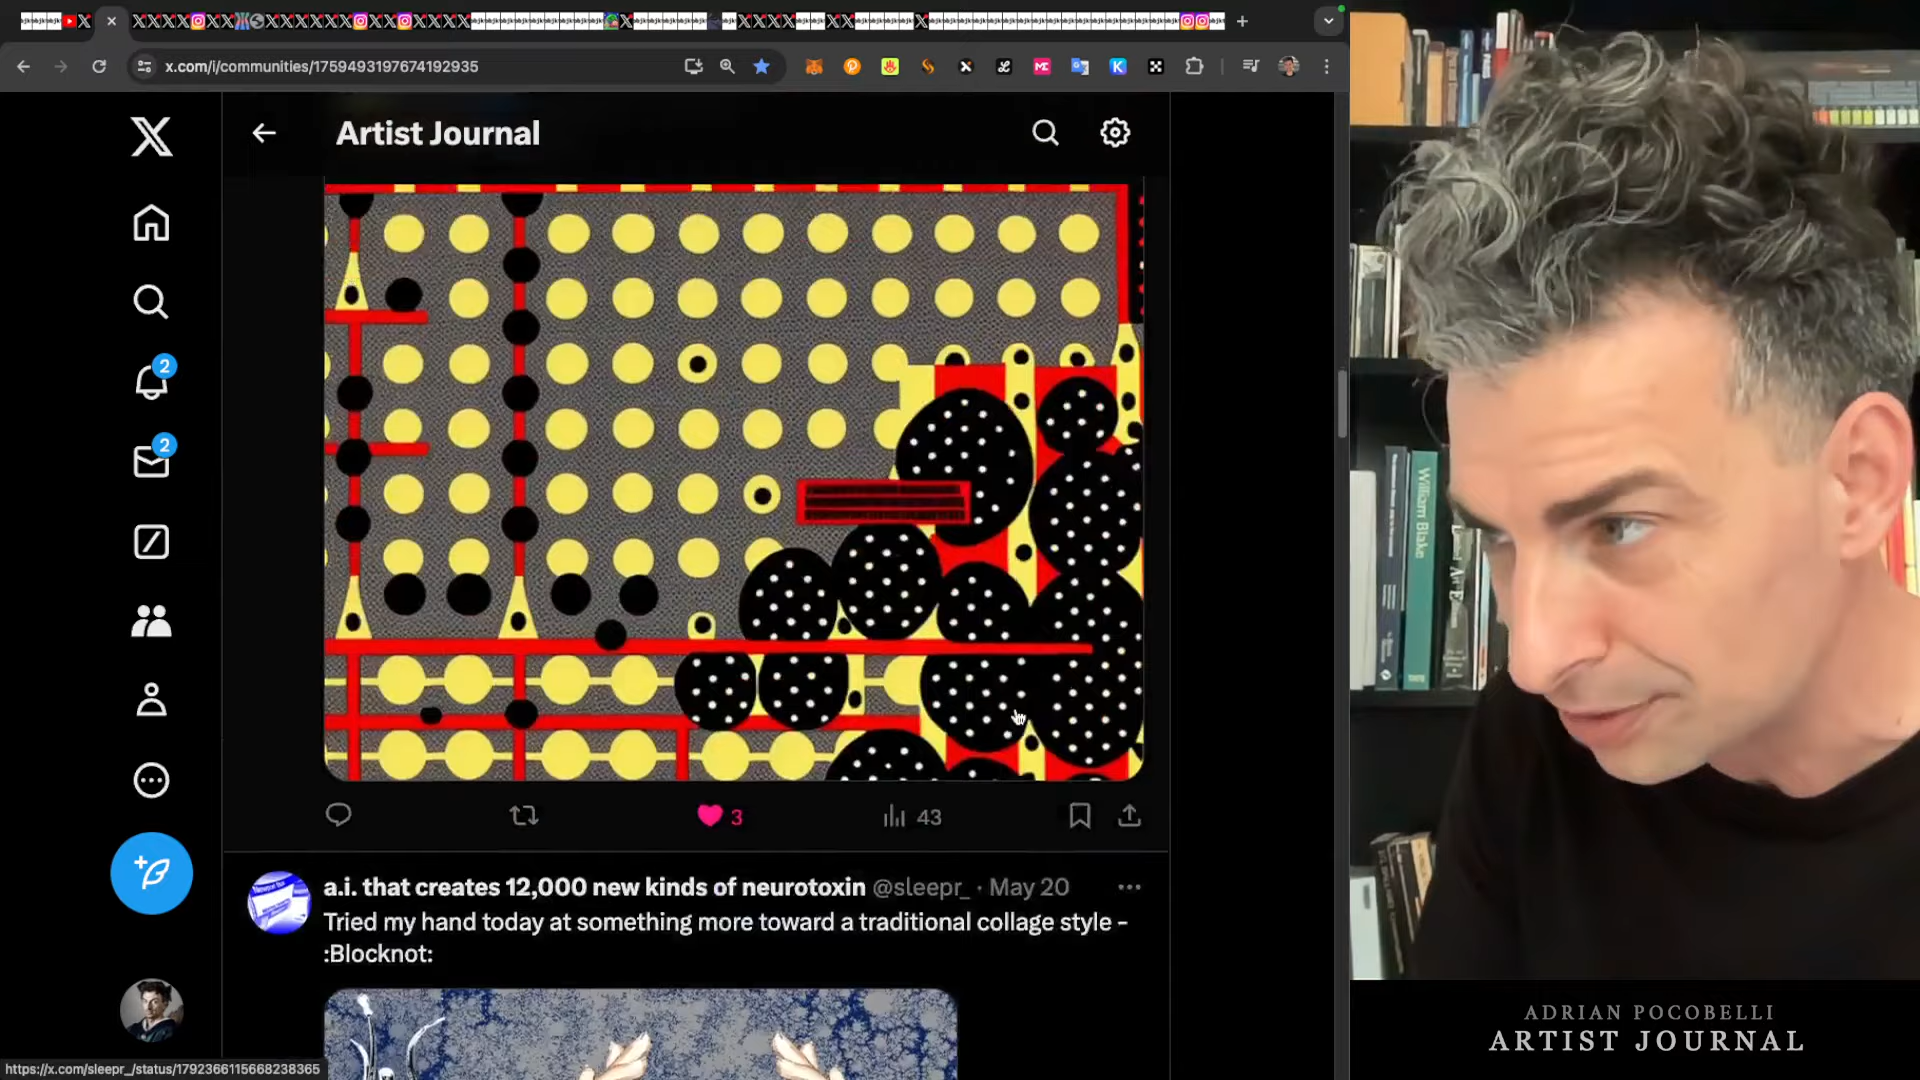 x.com/i/communities/1759493197674192935
Artist Journal
2
2
3
43
a.i. that creates 12,000 new kinds of neurotoxin @sleepr_ · May 20
Tried my hand today at something more toward a traditional collage style -
:Blocknot:
https://x.com/sleepr_/status/1792366115668238365
William Blake
ADRIAN POCOBELLI
ARTIST JOURNAL